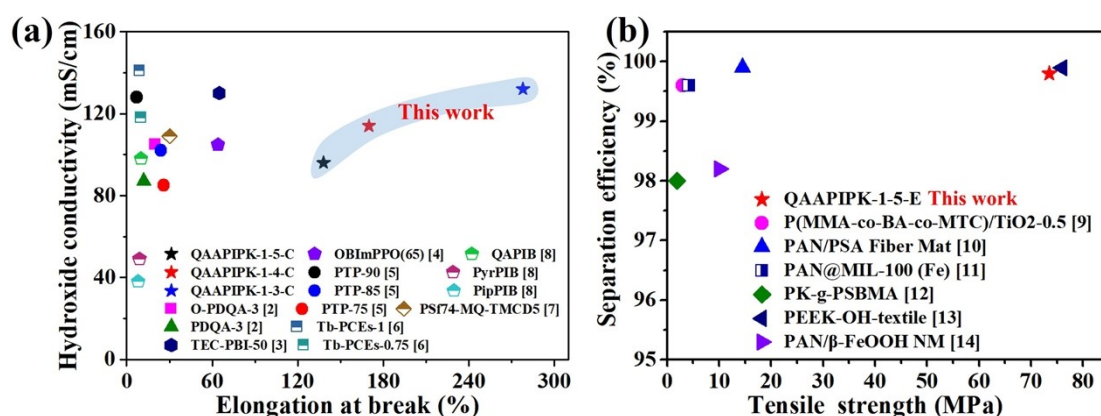 (a)
Hydroxide conductivity (mS/cm)
160
120
80
40
0
This work
QAAPIPK-1-5-C
QAAPIPK-1-4-C
QAAPIPK-1-3-C
O-PDQA-3 [2]
PDQA-3 [2]
TEC-PBI-50 [3]
OBImPPO(65) [4]
PTP-90 [5]
PTP-85 [5]
PTP-75 [5]
Tb-PCEs-1 [6]
Tb-PCEs-0.75 [6]
QAPIB [8]
PyrPIB [8]
PipPIB [8]
PSf74-MQ-TMCD5 [7]
0 60 120 180 240 300
Elongation at break (%)
(b)
Separation efficiency (%)
100
99
98
97
96
95
QAAPIPK-1-5-E This work
P(MMA-co-BA-co-MTC)/TiO2-0.5 [9]
PAN/PSA Fiber Mat [10]
PAN@MIL-100 (Fe) [11]
PK-g-PSBMA [12]
PEEK-OH-textile [13]
PAN/β-FeOOH NM [14]
0 10 20 30 40 50 60 70 80
Tensile strength (MPa)